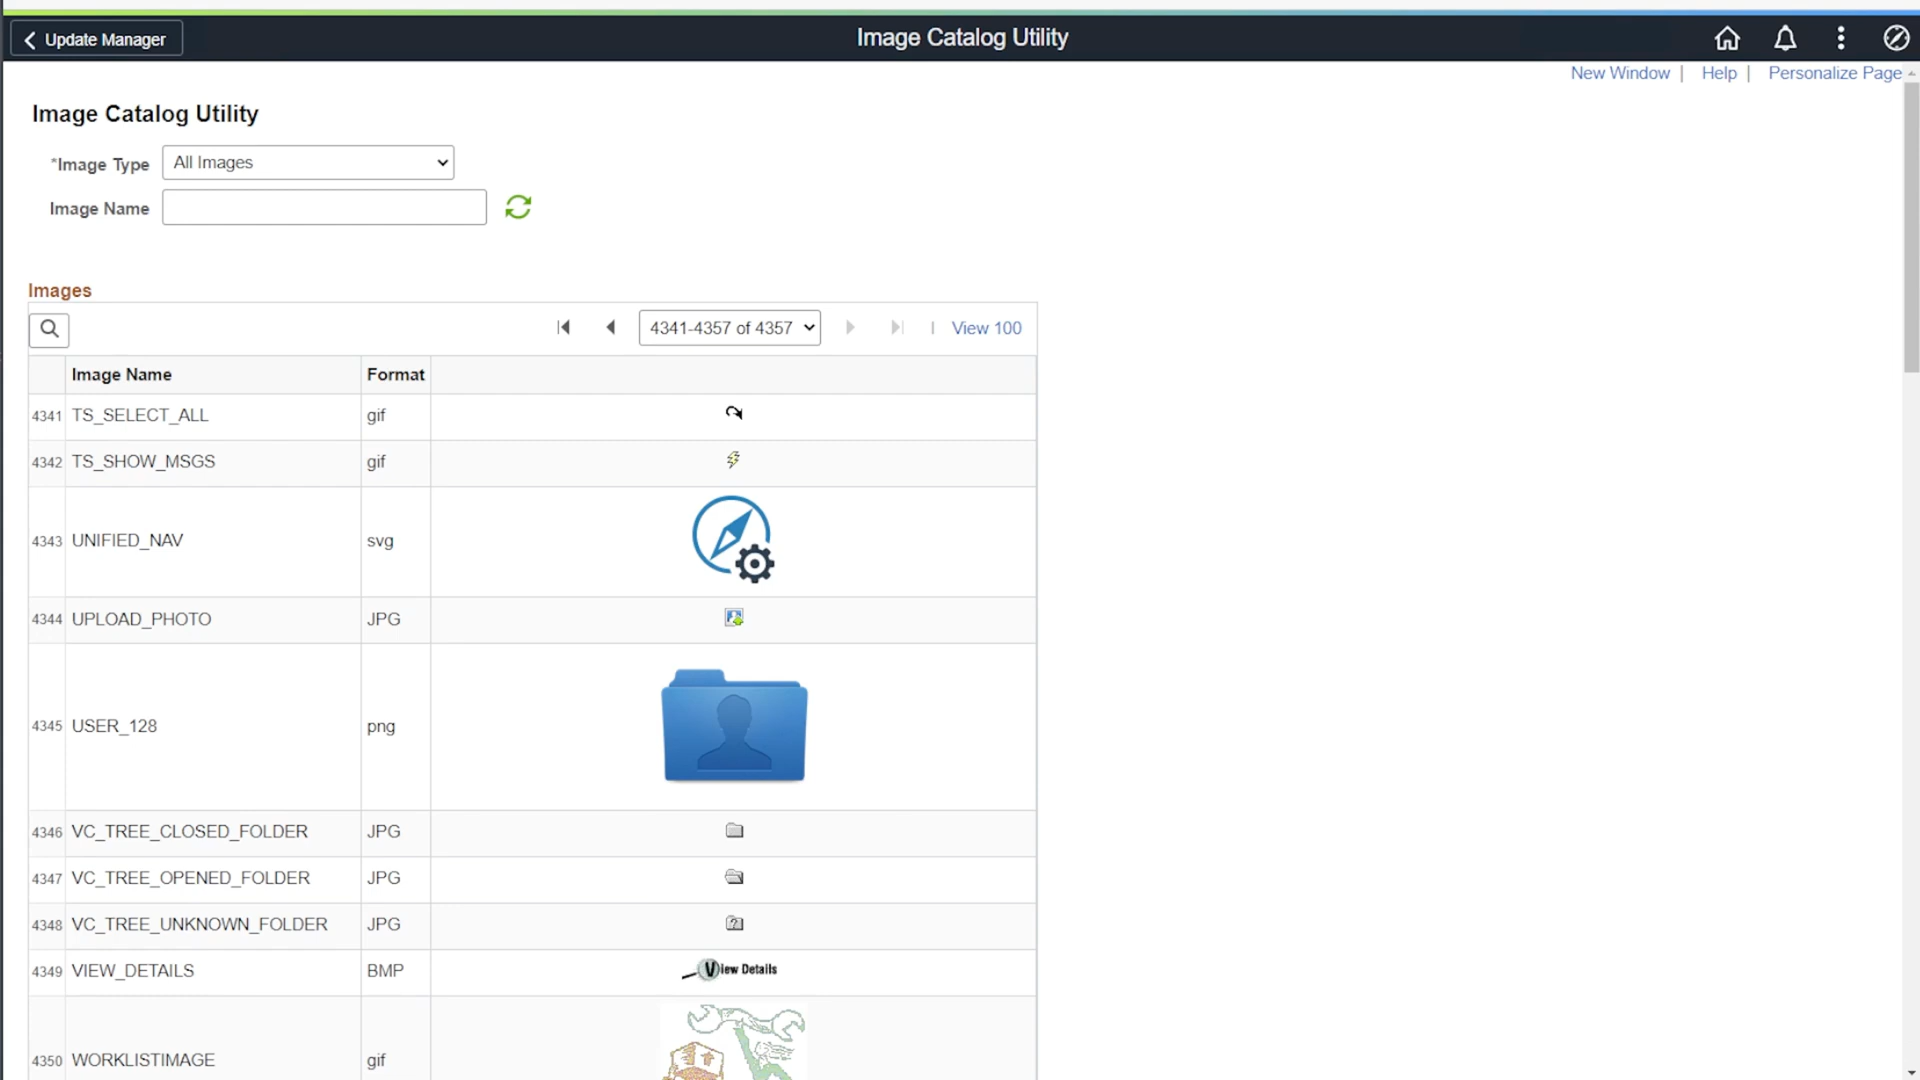 Update Manager
Image Catalog Utility
New Window | Help | Personalize Page
Image Catalog Utility
*Image Type All Images
Image Name
Images
4341-4357 of 4357 | View 100
Image Name Format
4341 TS_SELECT_ALL gif
4342 TS_SHOW_MSGS gif
4343 UNIFIED_NAV svg
4344 UPLOAD_PHOTO JPG
4345 USER_128 png
4346 VC_TREE_CLOSED_FOLDER JPG
4347 VC_TREE_OPENED_FOLDER JPG
4348 VC_TREE_UNKNOWN_FOLDER JPG ?
4349 VIEW_DETAILS BMP View Details
4350 WORKLISTIMAGE gif